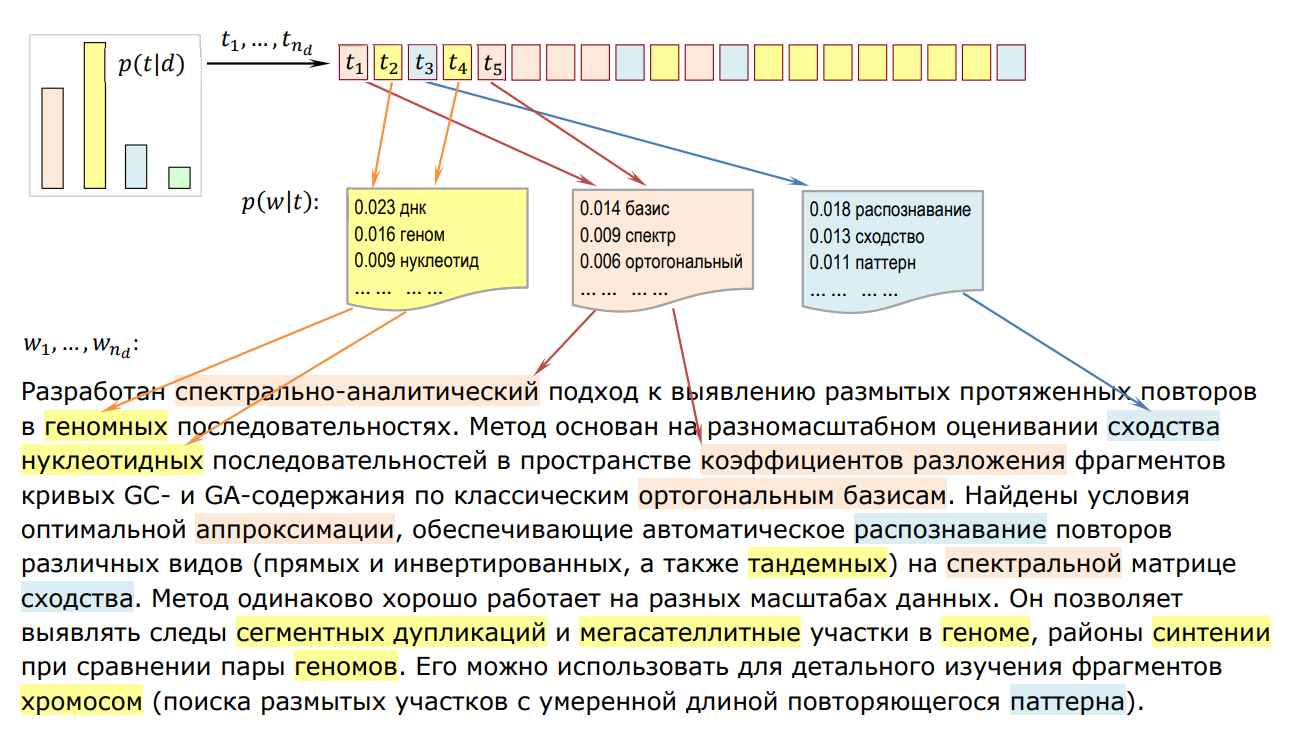 t₁, …, tₙ_d
p(t|d)
t₁ t₂ t₃ t₄ t₅
p(w|t):
0.023 днк
0.016 геном
0.009 нуклеотид
… … … …
0.014 базис
0.009 спектр
0.006 ортогональный
… … … …
0.018 распознавание
0.013 сходство
0.011 паттерн
… … … …
w₁, …, wₙ_d:
Разработан спектрально-аналитический подход к выявлению размытых протяженных повторов
в геномных последовательностях. Метод основан на разномасштабном оценивании сходства
нуклеотидных последовательностей в пространстве коэффициентов разложения фрагментов
кривых GC- и GA-содержания по классическим ортогональным базисам. Найдены условия
оптимальной аппроксимации, обеспечивающие автоматическое распознавание повторов
различных видов (прямых и инвертированных, а также тандемных) на спектральной матрице
сходства. Метод одинаково хорошо работает на разных масштабах данных. Он позволяет
выявлять следы сегментных дупликаций и мегасателлитные участки в геноме, районы синтении
при сравнении пары геномов. Его можно использовать для детального изучения фрагментов
хромосом (поиска размытых участков с умеренной длиной повторяющегося паттерна).